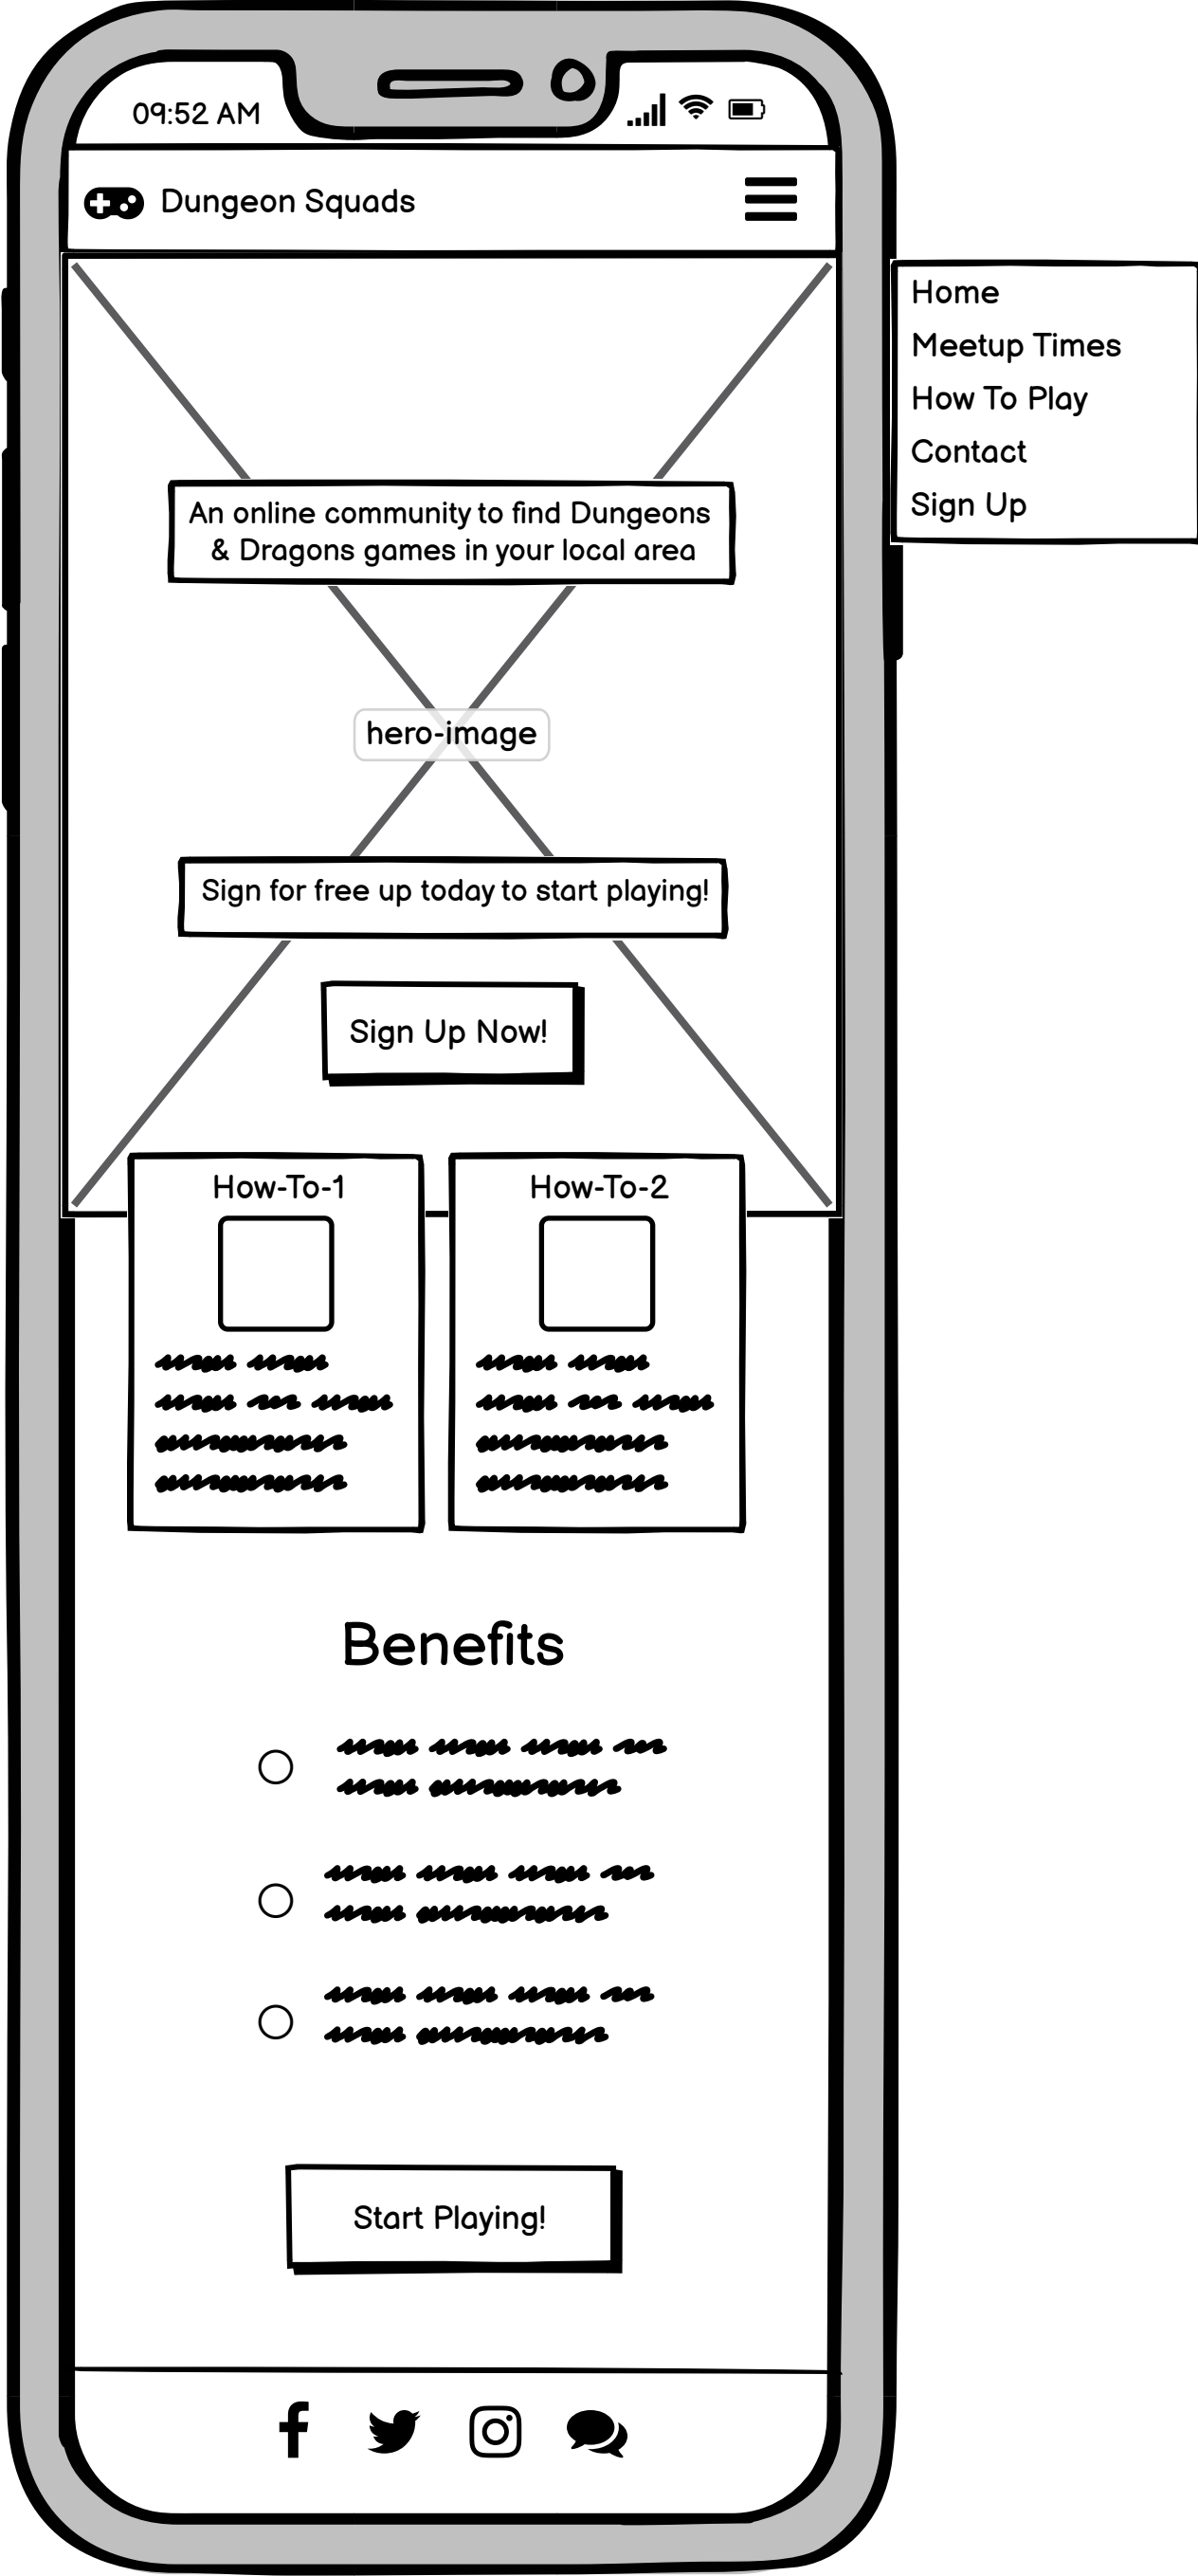 09:52 AM
Dungeon Squads
Home
Meetup Times
How To Play
Contact
Sign Up
An online community to find Dungeons
& Dragons games in your local area
hero-image
Sign for free up today to start playing!
Sign Up Now!
How-To-1
How-To-2
Benefits
Start Playing!